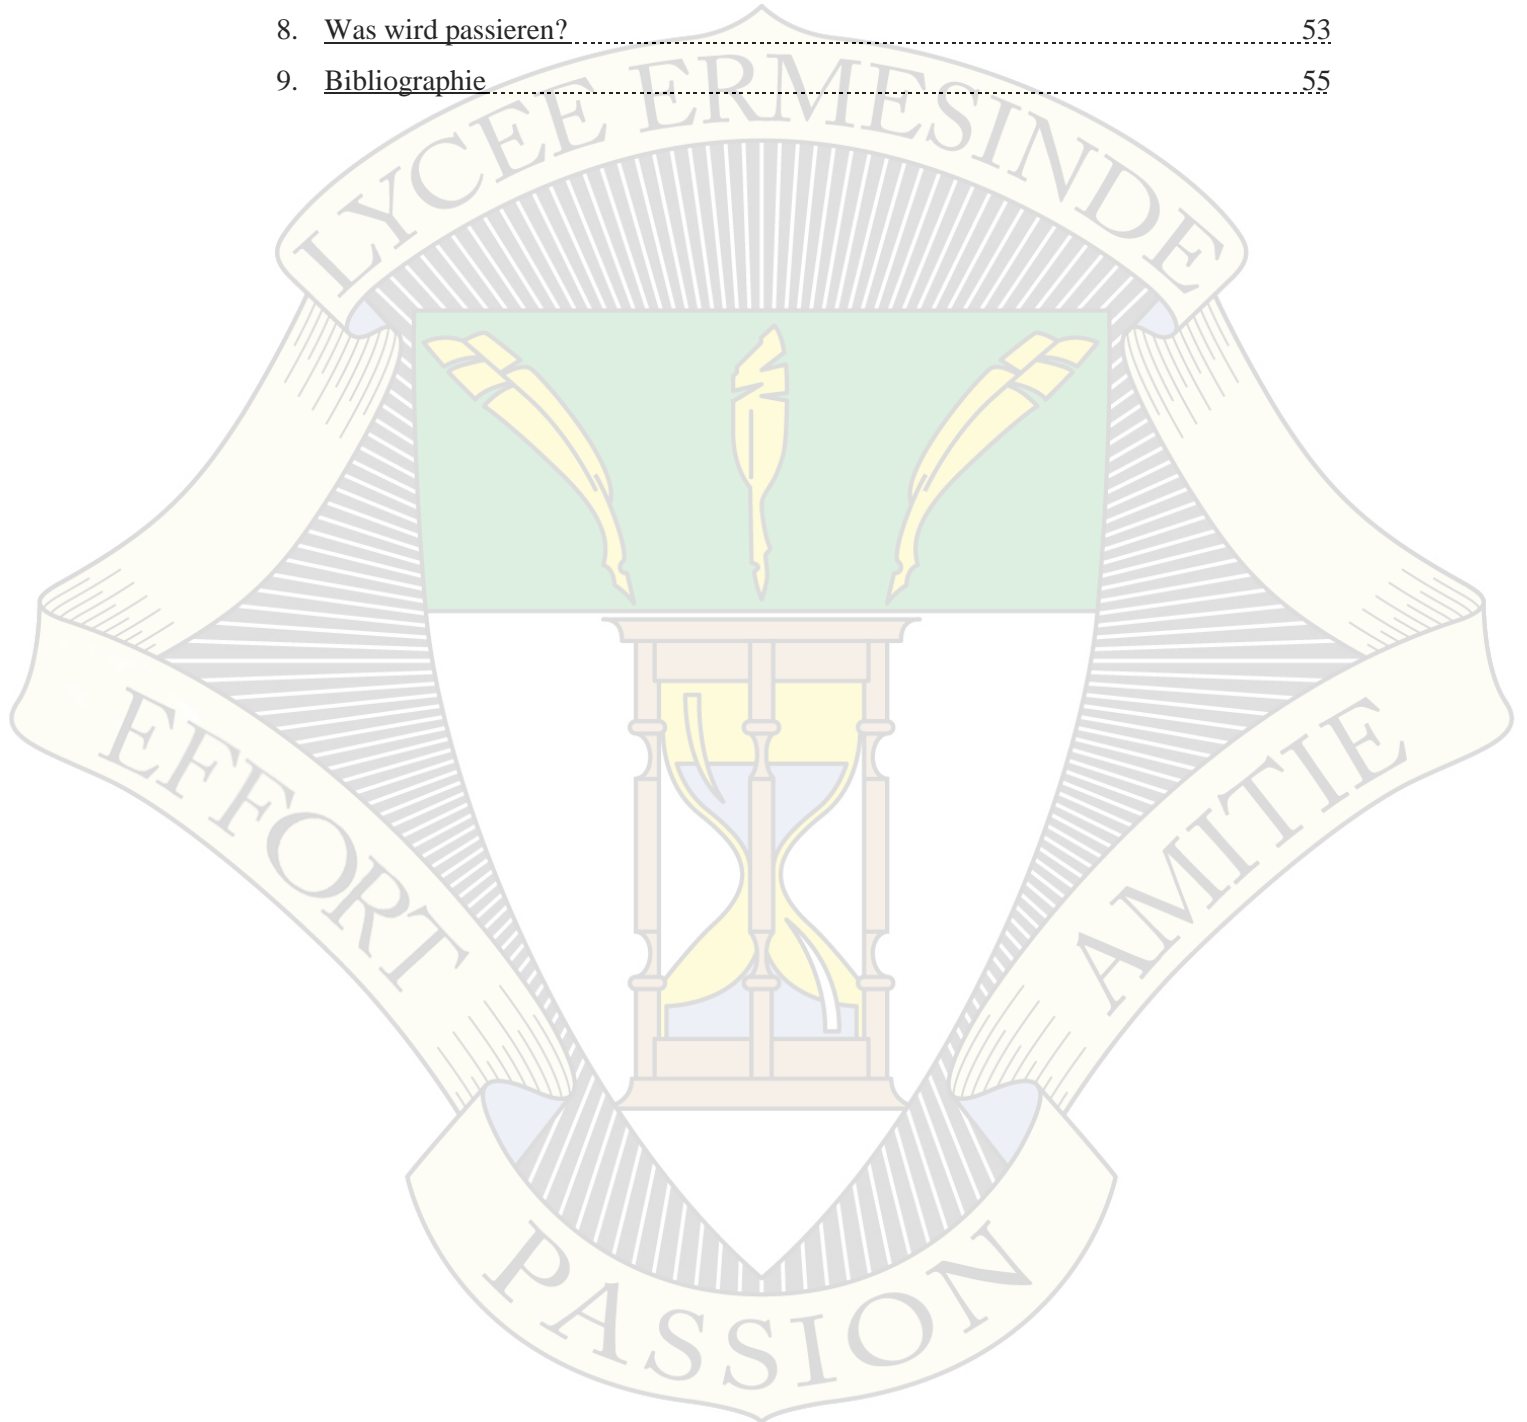 8. Was wird passieren? 53
9. Bibliographie 55
LYCEE ERMESINDE
EFFORT
AMITIE
PASSION